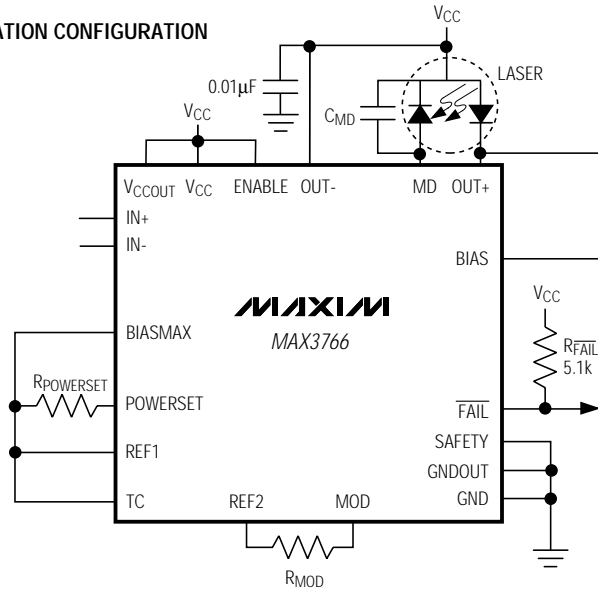 ATION CONFIGURATION
VCC
LASER
0.01μF
CMD
VCC
VCCOUT VCC ENABLE OUT- MD OUT+
IN+
IN-
BIAS
MAXIM
MAX3766
VCC
BIASMAX
RFAIL
5.1k
RPOWERSET
POWERSET
FAIL
SAFETY
REF1
GNDOUT
TC
REF2
MOD
GND
RMOD